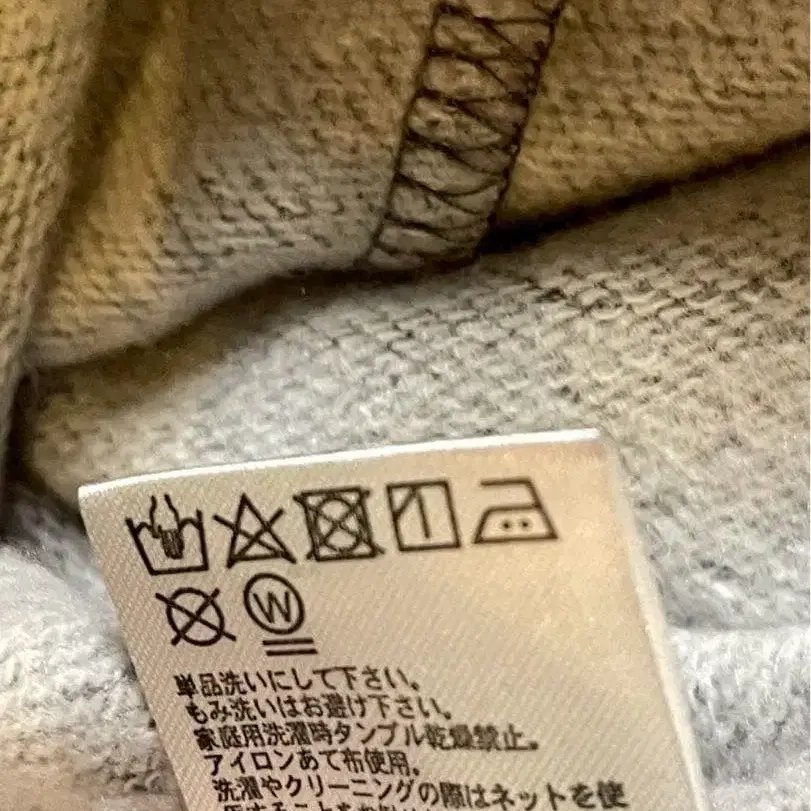 W
単品洗いにして下さい。
もみ洗いはお避け下さい。
家庭用洗濯時タンブル乾燥禁止。
アイロンあて布使用。
洗濯やクリーニングの際はネットを使